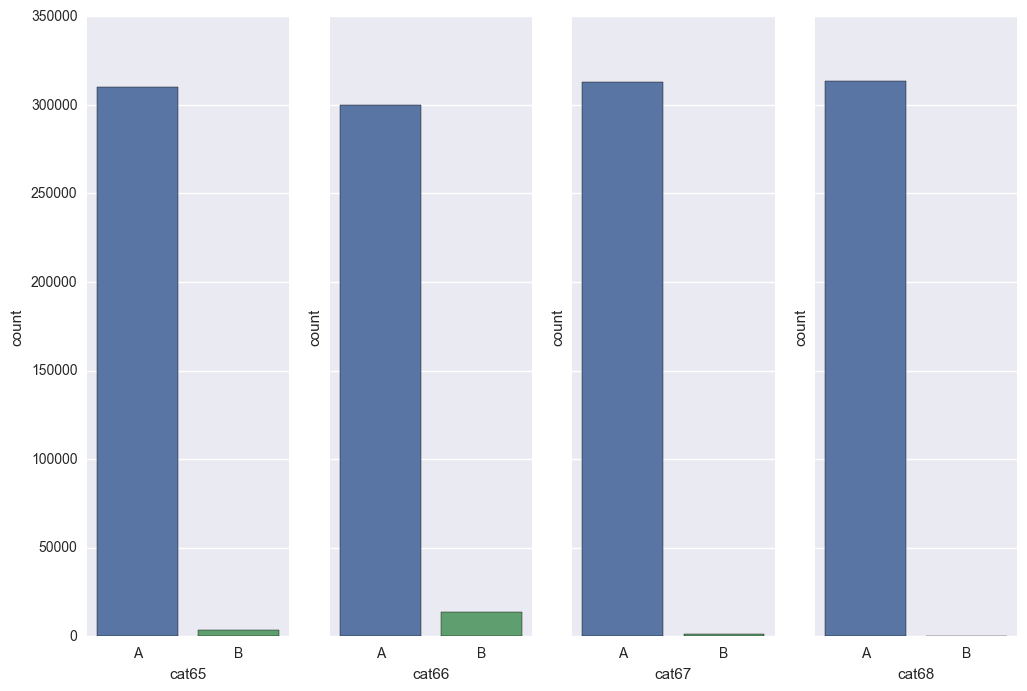 350000
300000
250000
200000
150000
100000
50000
0
count
count
count
count
A B
A B
A B
A B
cat65
cat66
cat67
cat68